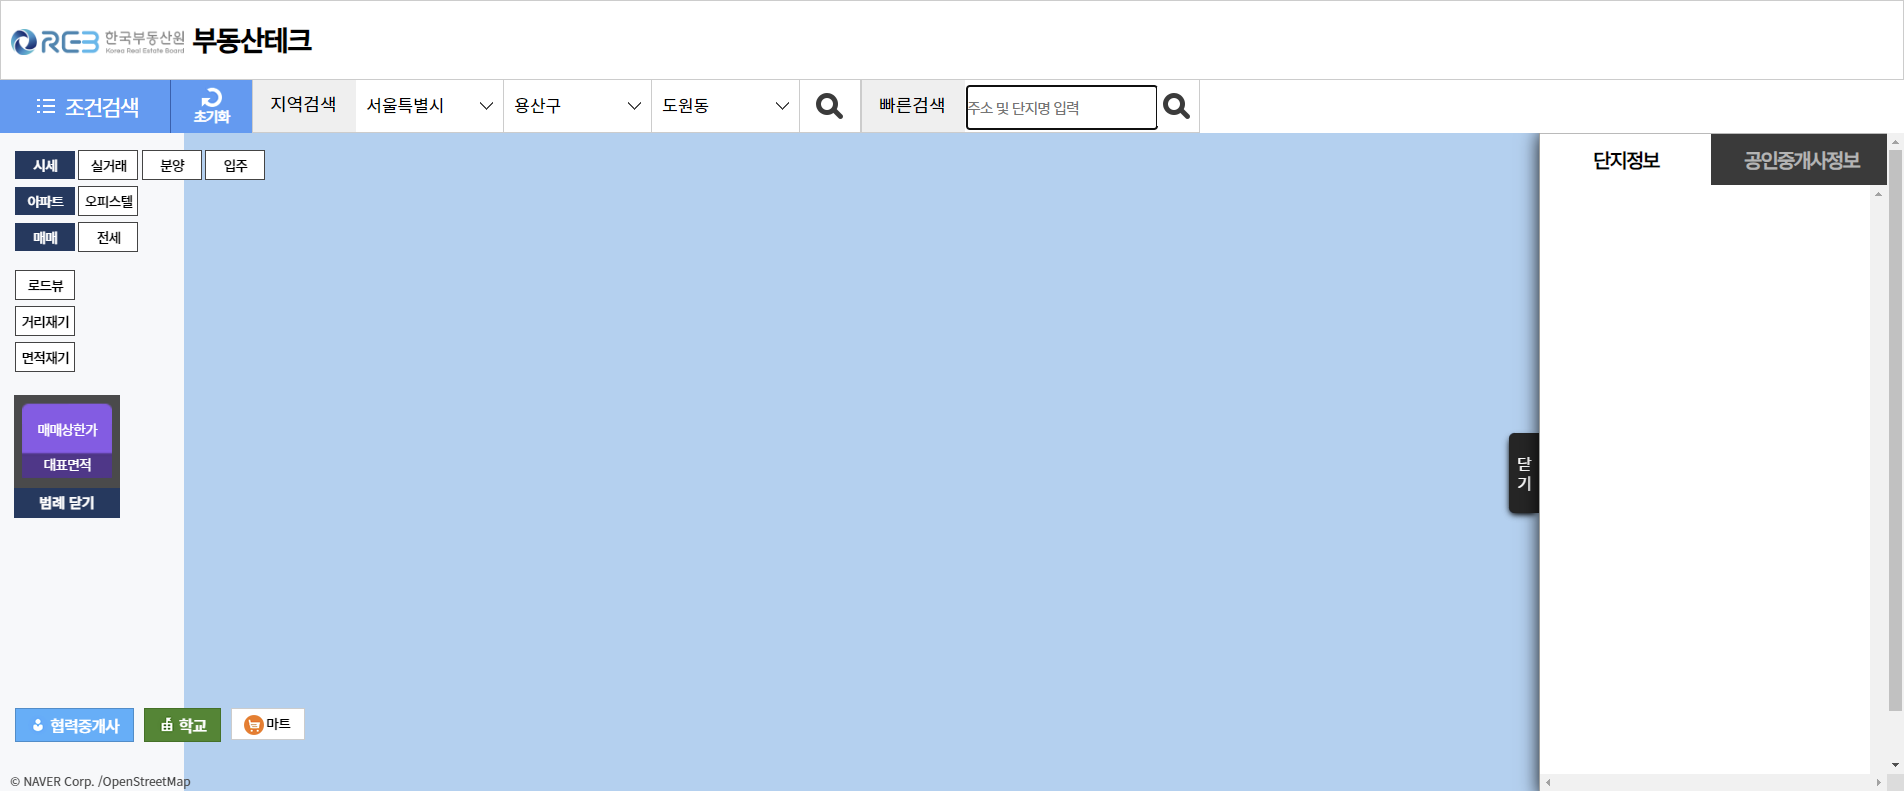 REB 한국부동산원 부동산테크
Korea Real Estate Board
조건검색 초기화 지역검색 서울특별시 용산구 도원동 빠른검색 주소 및 단지명 입력
시세 실거래 분양 입주
아파트 오피스텔
매매 전세
로드뷰
거리재기
면적재기
매매상한가
대표면적
범례 닫기
단지정보 공인중개사정보
닫
기
협력중개사 학교 마트
© NAVER Corp. /OpenStreetMap